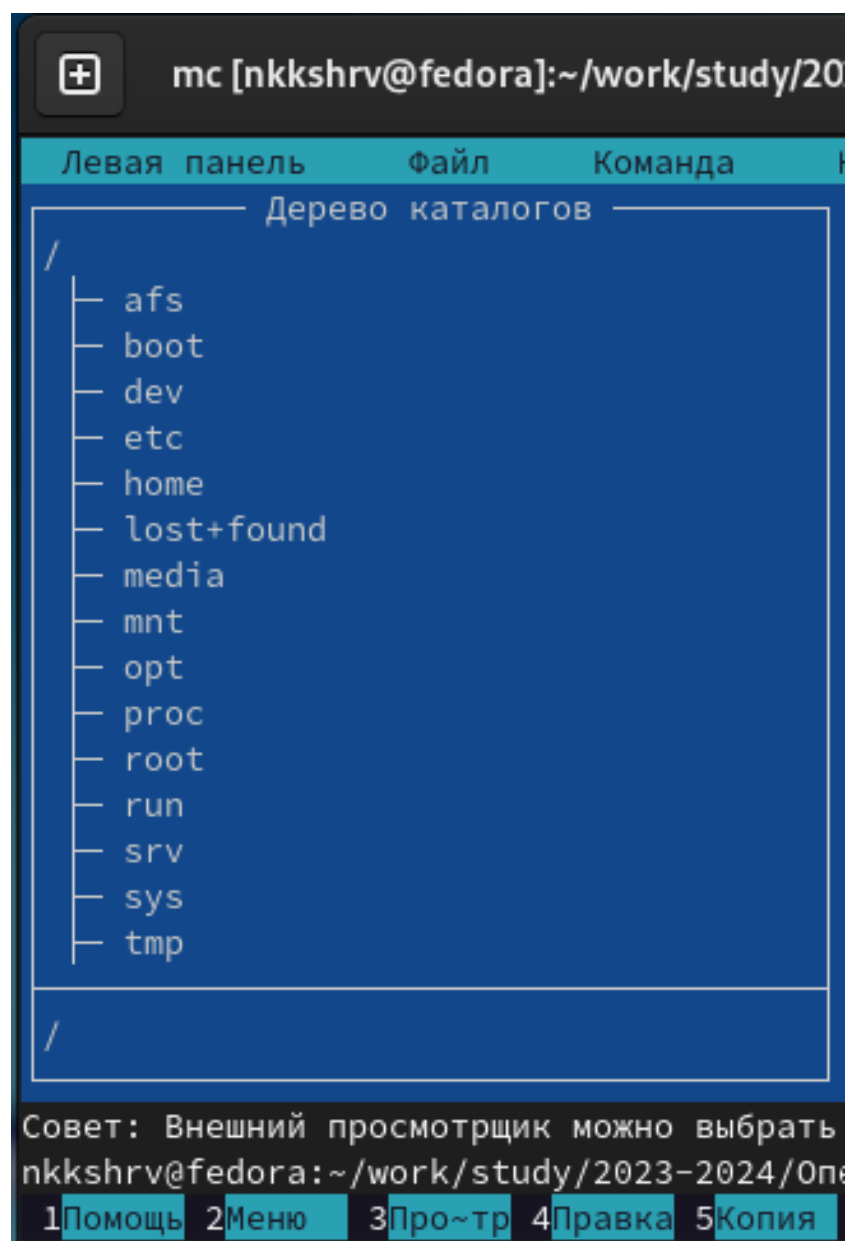 mc [nkkshrv@fedora]:~/work/study/20
Левая панель Файл Команда
Дерево каталогов
/
afs
boot
dev
etc
home
lost+found
media
mnt
opt
proc
root
run
srv
sys
tmp
/
Совет: Внешний просмотрщик можно выбрать
nkkshrv@fedora:~/work/study/2023-2024/Опе
1Помощь 2Меню 3Про~тр 4Правка 5Копия